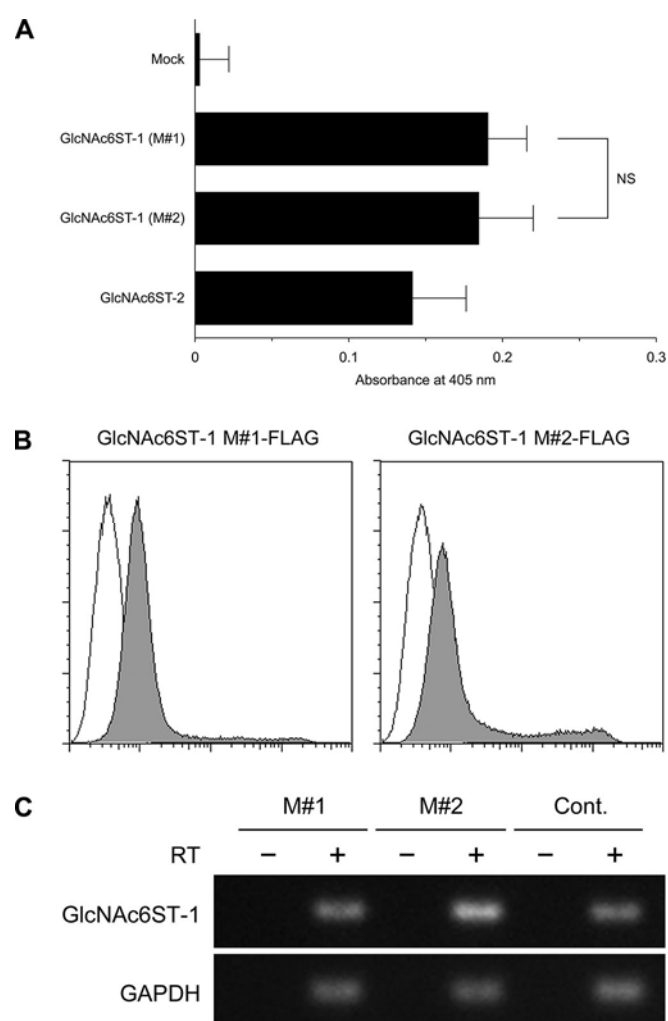 A
Mock
GlcNAc6ST-1 (M#1)
NS
GlcNAc6ST-1 (M#2)
GlcNAc6ST-2
0 0.1 0.2 0.3
Absorbance at 405 nm
B
GlcNAc6ST-1 M#1-FLAG GlcNAc6ST-1 M#2-FLAG
C
M#1 M#2 Cont.
RT − + − + − +
GlcNAc6ST-1
GAPDH